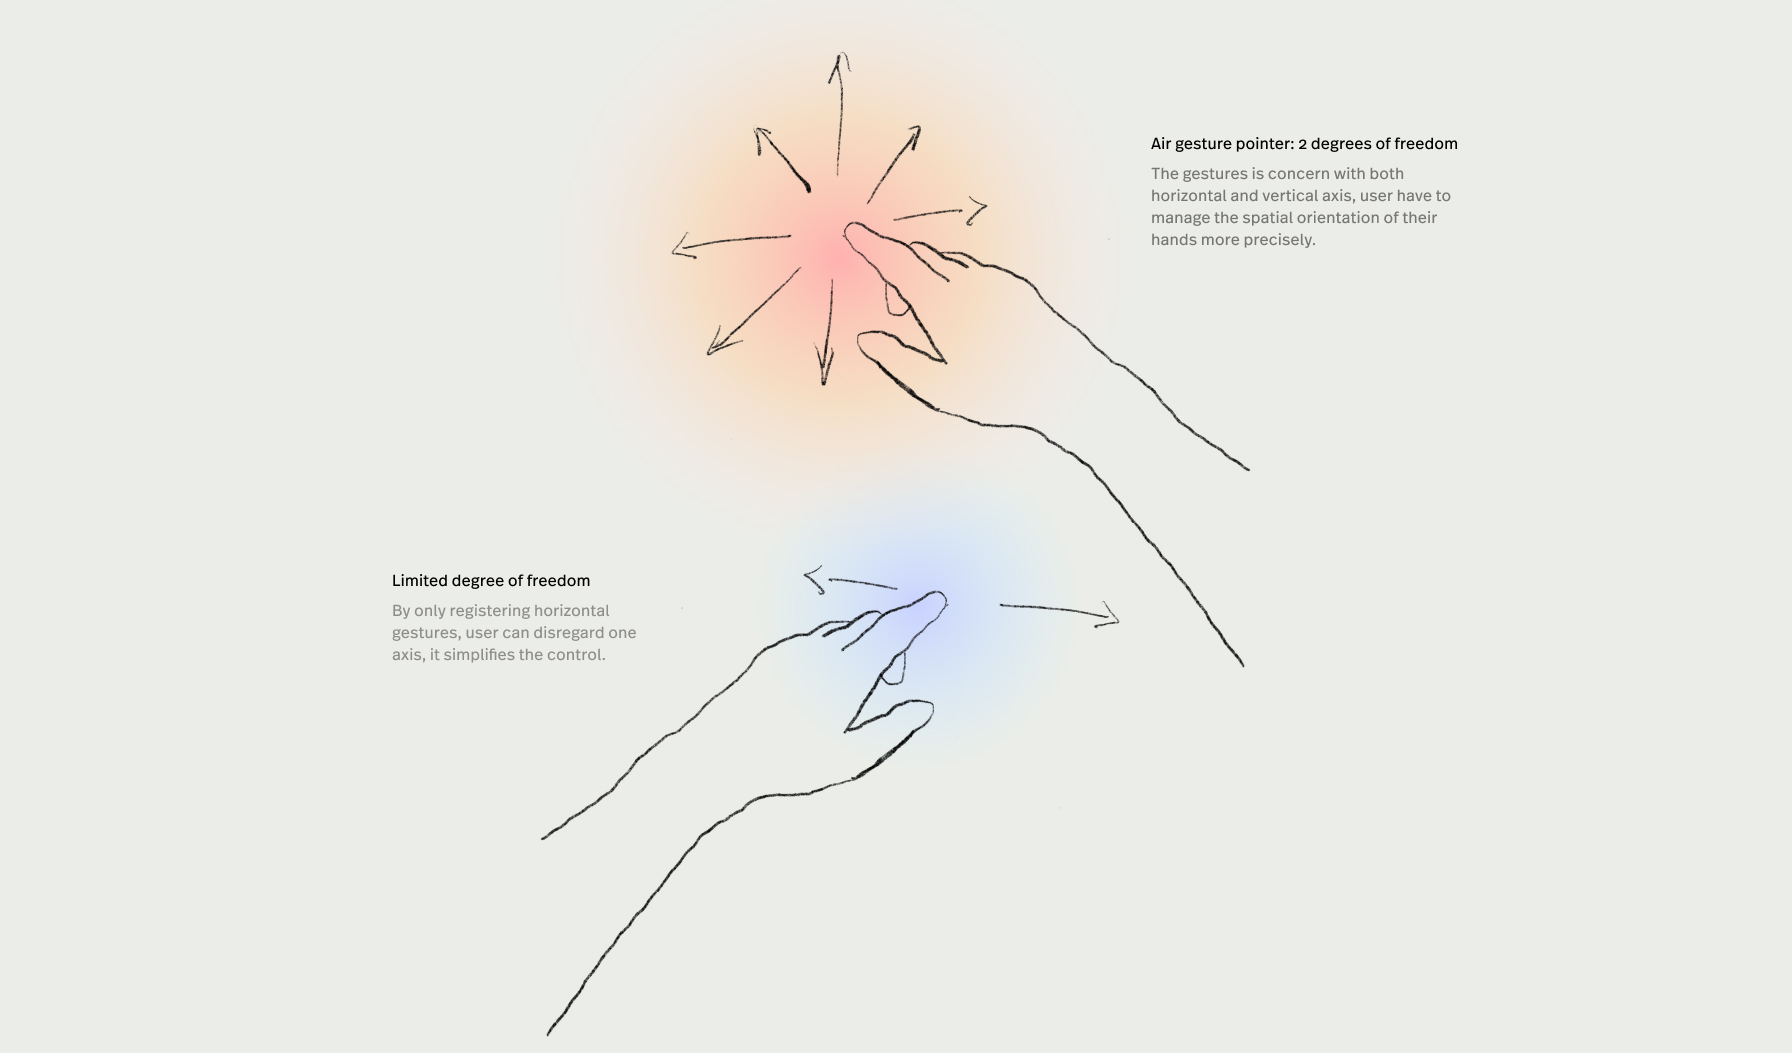 Air gesture pointer: 2 degrees of freedom
The gestures is concern with both
horizontal and vertical axis, user have to
manage the spatial orientation of their
hands more precisely.
Limited degree of freedom
By only registering horizontal
gestures, user can disregard one
axis, it simplifies the control.